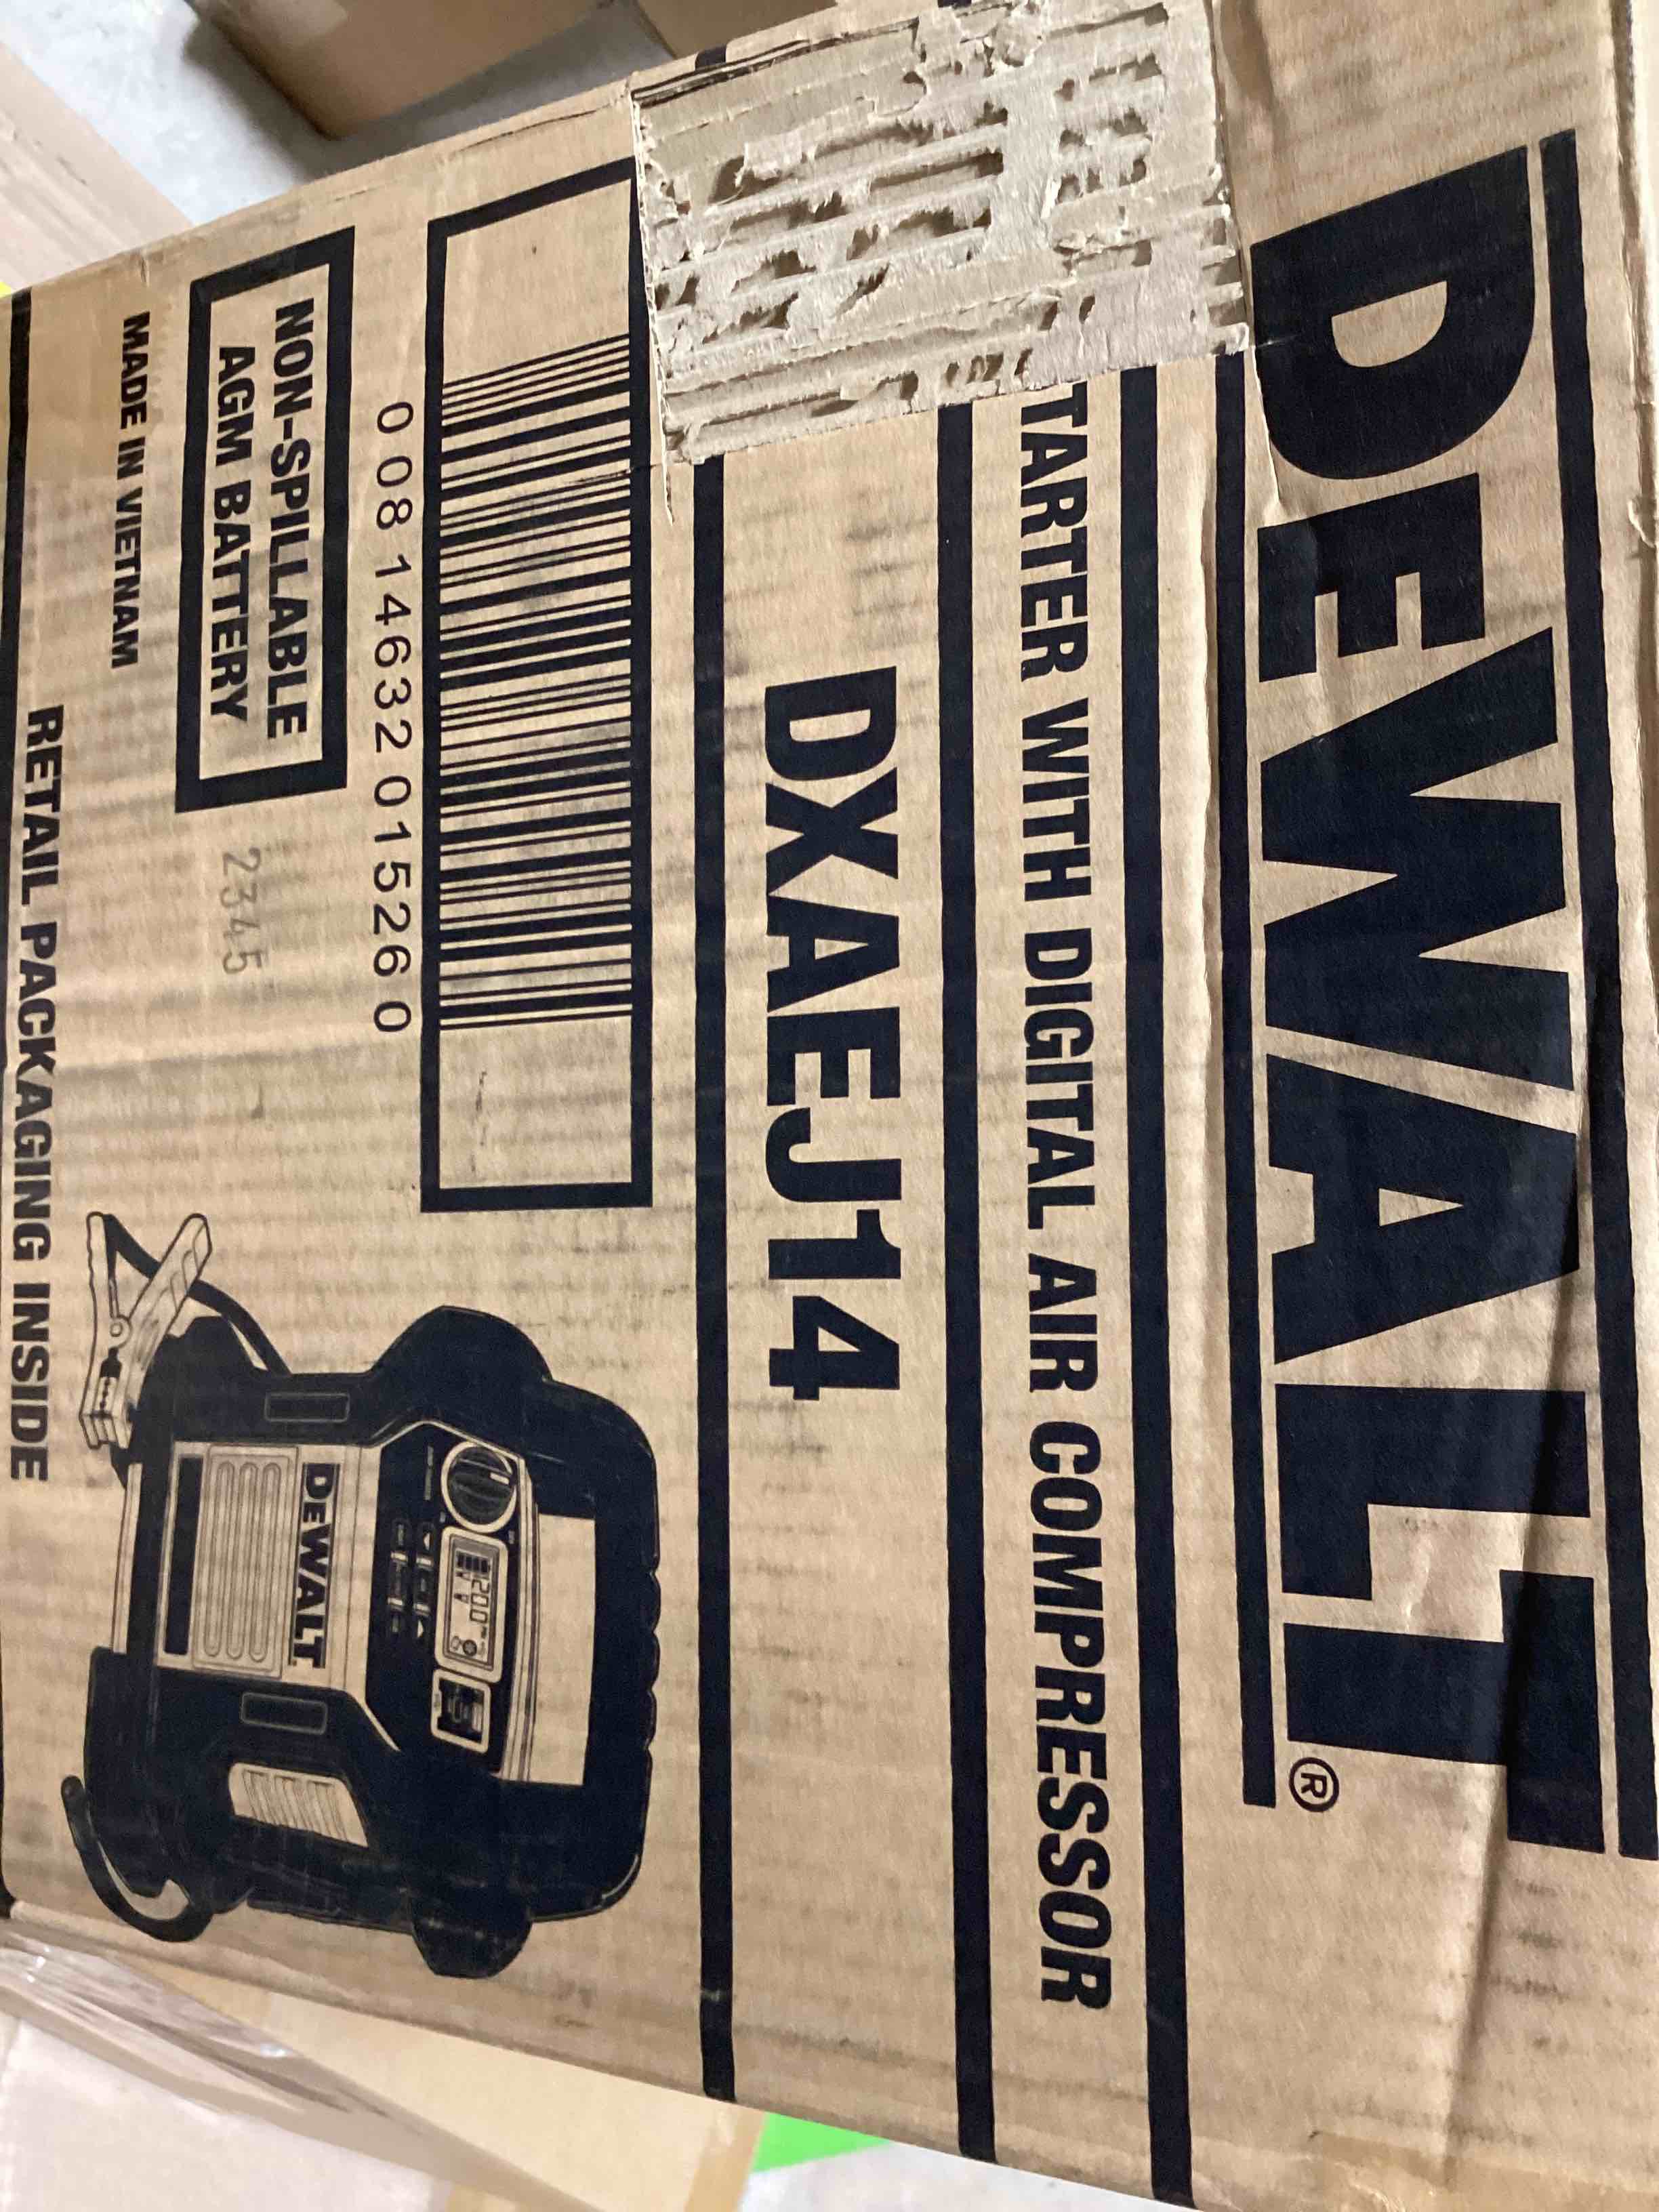 DEWALT®
TARTER WITH DIGITAL AIR COMPRESSOR
DXAEJ14
0 08 14632 01526 0
NON-SPILLABLE
AGM BATTERY
2345
MADE IN VIETNAM
RETAIL PACKAGING INSIDE
DEWALT